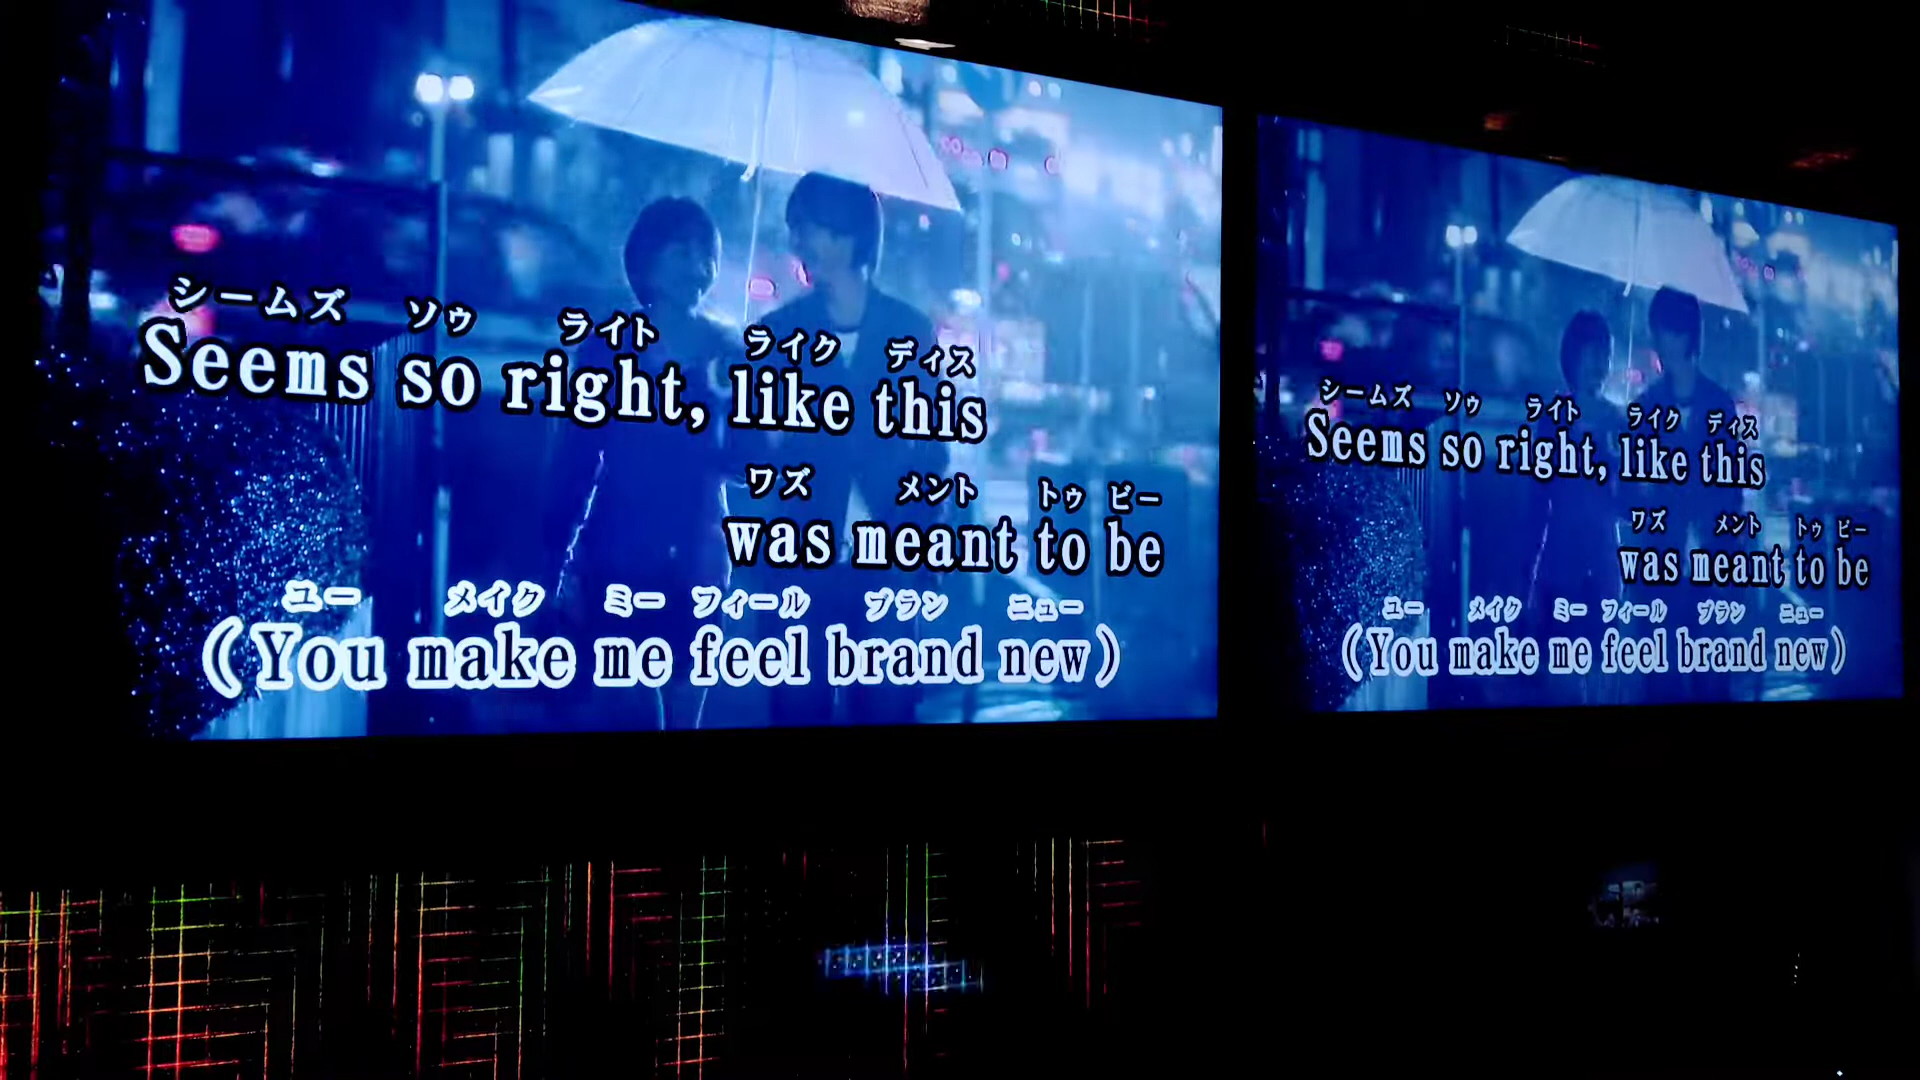 シームズ ソゥ ライト ライク ディス
Seems so right, like this
ワズ メント トゥ ビー
was meant to be
ユー メイク ミー フィール ブラン ニュー
(You make me feel brand new)
シームズ ソゥ ライト ライク ディス
Seems so right, like this
ワズ メント トゥ ビー
was meant to be
ユー メイク ミー フィール ブラン ニュー
(You make me feel brand new)